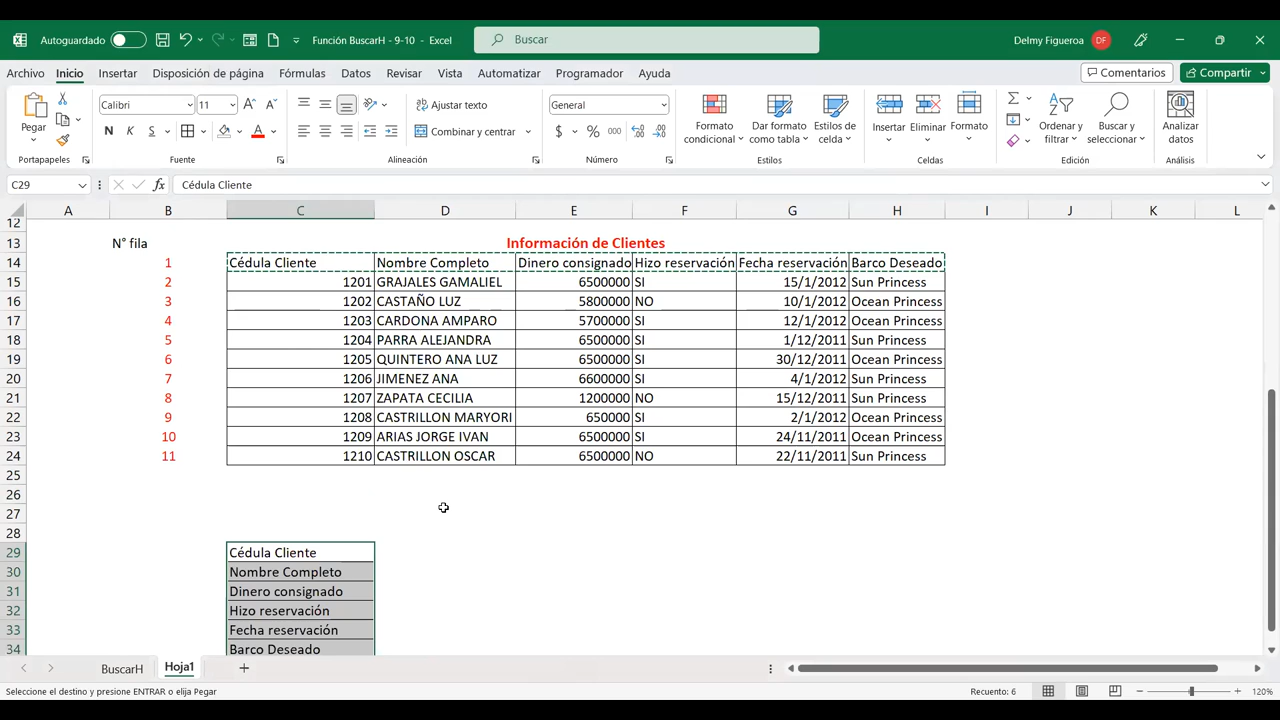 Autoguardado
Función BuscarH - 9-10 - Excel
Buscar
Delmy Figueroa DF
Archivo Inicio Insertar Disposición de página Fórmulas Datos Revisar Vista Automatizar Programador Ayuda
Comentarios Compartir
Pegar
Portapapeles
Calibri 11
N K S
Fuente
Ajustar texto
Combinar y centrar
Alineación
General
$ % 000
Número
Formato condicional
Dar formato como tabla
Estilos de celda
Estilos
Insertar Eliminar Formato
Celdas
Ordenar y filtrar
Buscar y seleccionar
Edición
Analizar datos
Análisis
C29 fx Cédula Cliente
A B C D E F G H I J K L
12
13 N° fila Información de Clientes
14 1 Cédula Cliente Nombre Completo Dinero consignado Hizo reservación Fecha reservación Barco Deseado
15 2 1201 GRAJALES GAMALIEL 6500000 SI 15/1/2012 Sun Princess
16 3 1202 CASTAÑO LUZ 5800000 NO 10/1/2012 Ocean Princess
17 4 1203 CARDONA AMPARO 5700000 SI 12/1/2012 Ocean Princess
18 5 1204 PARRA ALEJANDRA 6500000 SI 1/12/2011 Sun Princess
19 6 1205 QUINTERO ANA LUZ 6500000 SI 30/12/2011 Ocean Princess
20 7 1206 JIMENEZ ANA 6600000 SI 4/1/2012 Sun Princess
21 8 1207 ZAPATA CECILIA 1200000 NO 15/12/2011 Sun Princess
22 9 1208 CASTRILLON MARYORI 650000 SI 2/1/2012 Ocean Princess
23 10 1209 ARIAS JORGE IVAN 6500000 SI 24/11/2011 Ocean Princess
24 11 1210 CASTRILLON OSCAR 6500000 NO 22/11/2011 Sun Princess
25
26
27
28
29 Cédula Cliente
30 Nombre Completo
31 Dinero consignado
32 Hizo reservación
33 Fecha reservación
34 Barco Deseado
BuscarH Hoja1
Seleccione el destino y presione ENTRAR o elija Pegar
Recuento: 6
120%